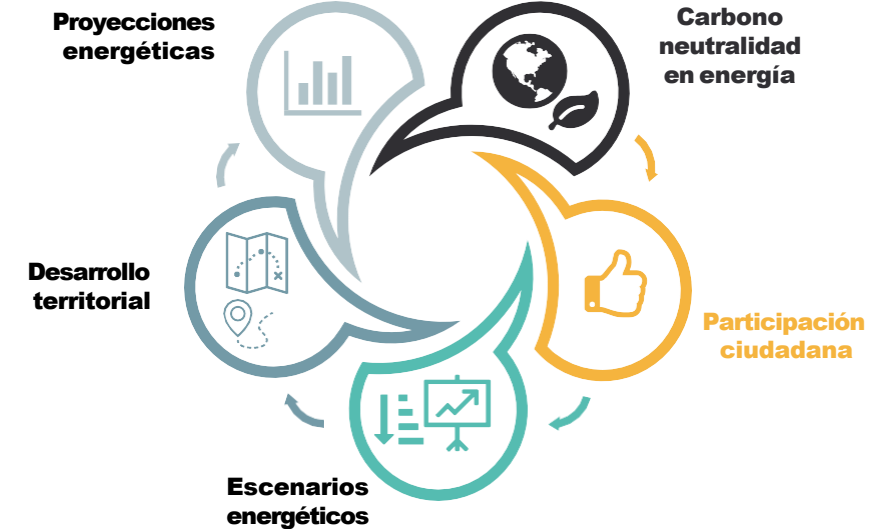 Proyecciones
energéticas
Carbono
neutralidad
en energía
Desarrollo
territorial
Participación
ciudadana
Escenarios
energéticos